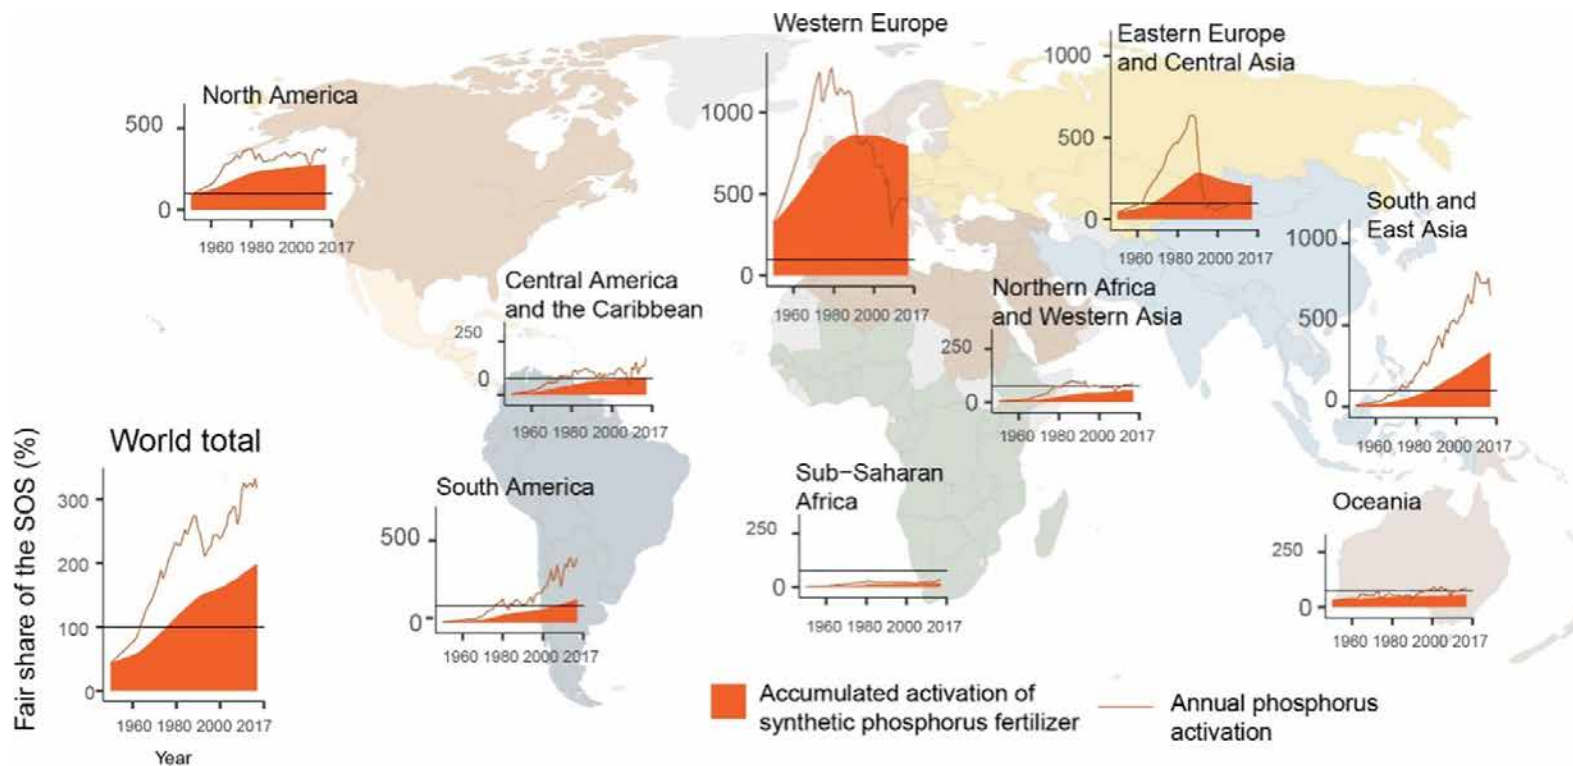 Western Europe
1000
500
0
1960 1980 2000 2017
Eastern Europe
and Central Asia
1000
500
0
1960 1980 2000 2017
North America
500
0
1960 1980 2000 2017
South and
East Asia
1000
500
0
1960 1980 2000 2017
Central America
and the Caribbean
250
0
1960 1980 2000 2017
Northern Africa
and Western Asia
250
0
1960 1980 2000 2017
Fair share of the SOS (%)
World total
300
200
100
0
1960 1980 2000 2017
Year
South America
500
0
1960 1980 2000 2017
Sub-Saharan
Africa
250
0
1960 1980 2000 2017
Oceania
250
0
1960 1980 2000 2017
Accumulated activation of
synthetic phosphorus fertilizer
Annual phosphorus
activation